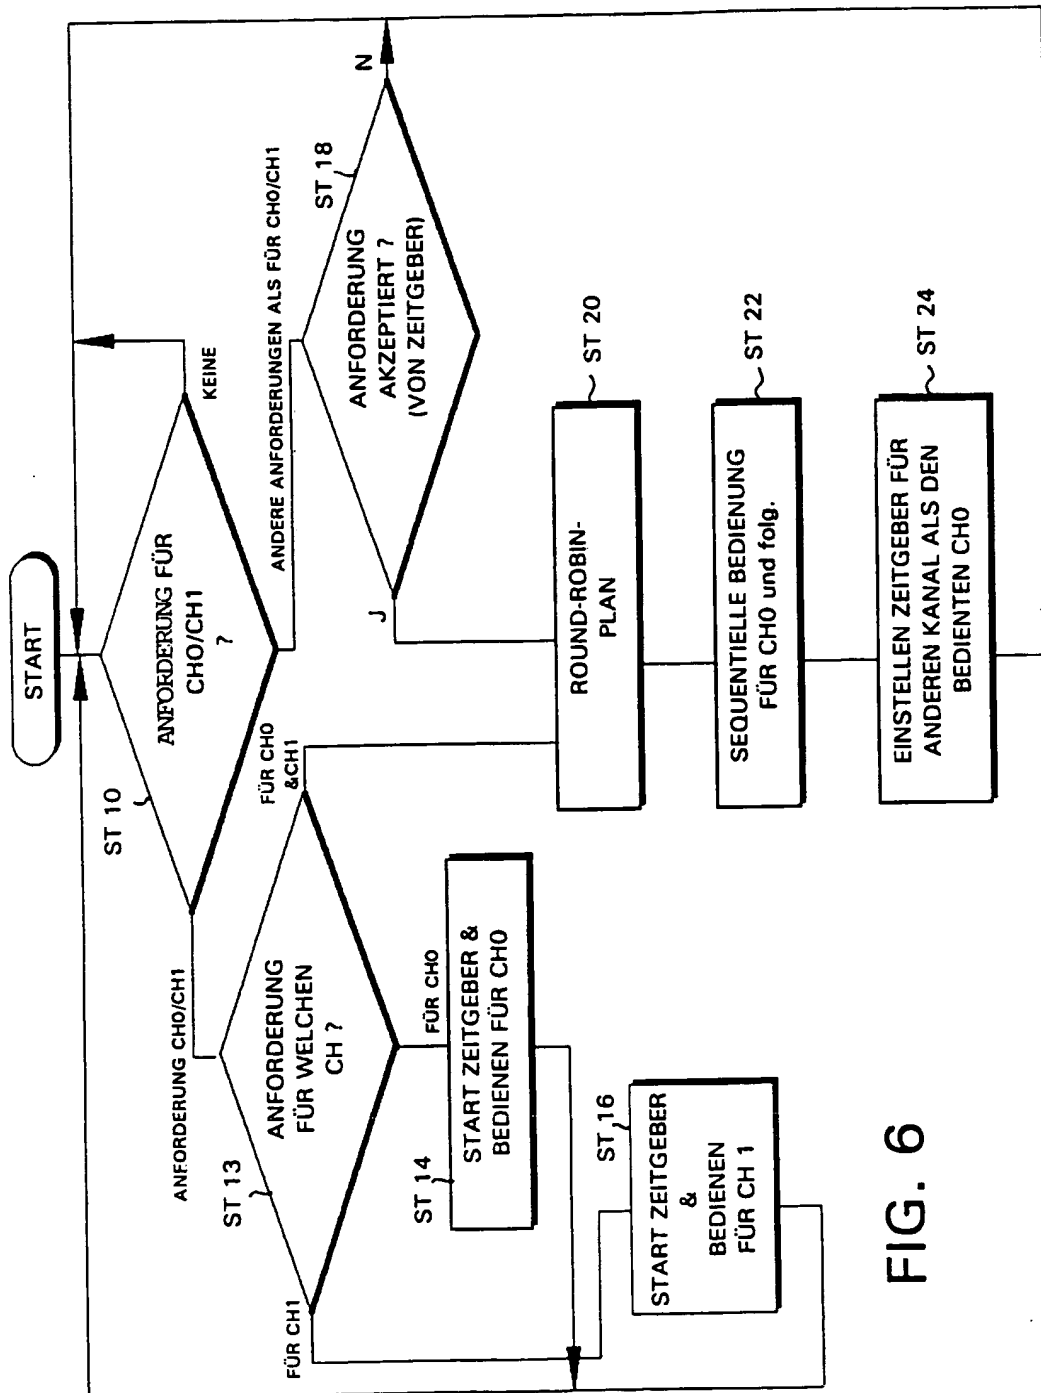 START
ST 10
ANFORDERUNG FÜR
CH0/CH1
?
KEINE
ANFORDERUNG CH0/CH1
ANDERE ANFORDERUNGEN ALS FÜR CH0/CH1
ST 13
ANFORDERUNG
FÜR WELCHEN
CH ?
FÜR CH1
FÜR CH0
FÜR CH0
&CH1
ST 18
ANFORDERUNG
AKZEPTIERT ?
(VON ZEITGEBER)
N
J
ST 14
START ZEITGEBER &
BEDIENEN FÜR CH0
ST 16
START ZEITGEBER
&
BEDIENEN
FÜR CH 1
ROUND-ROBIN-
PLAN
ST 20
SEQUENTIELLE BEDIENUNG
FÜR CH0 und folg.
ST 22
EINSTELLEN ZEITGEBER FÜR
ANDEREN KANAL ALS DEN
BEDIENTEN CH0
ST 24
FIG. 6